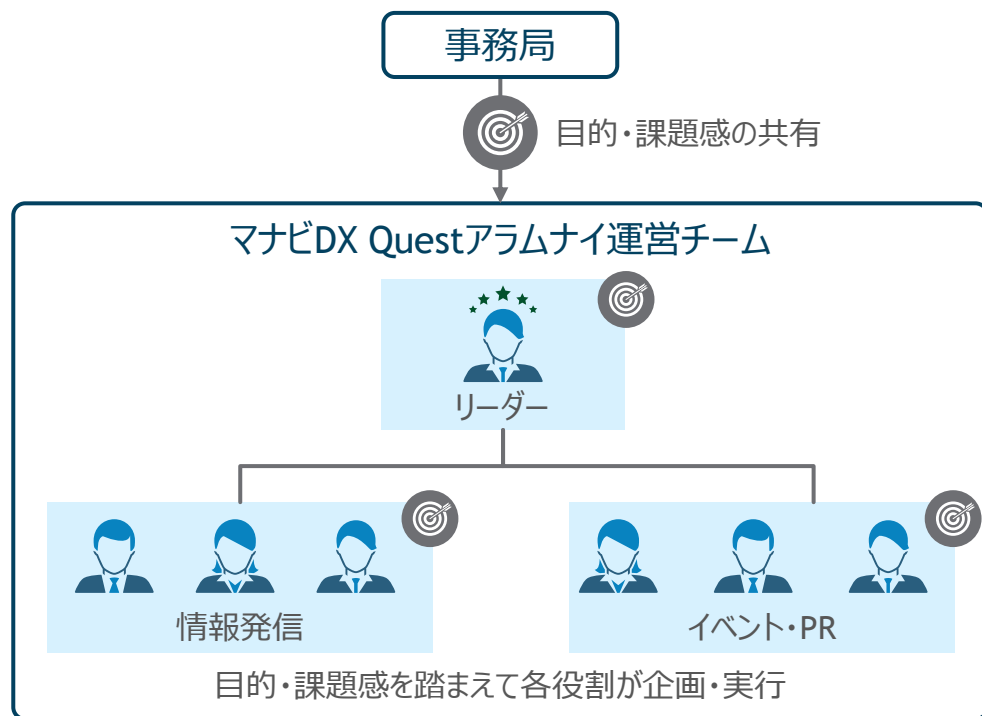 事務局
目的・課題感の共有
マナビDX Questアラムナイ運営チーム
リーダー
情報発信
イベント・PR
目的・課題感を踏まえて各役割が企画・実行